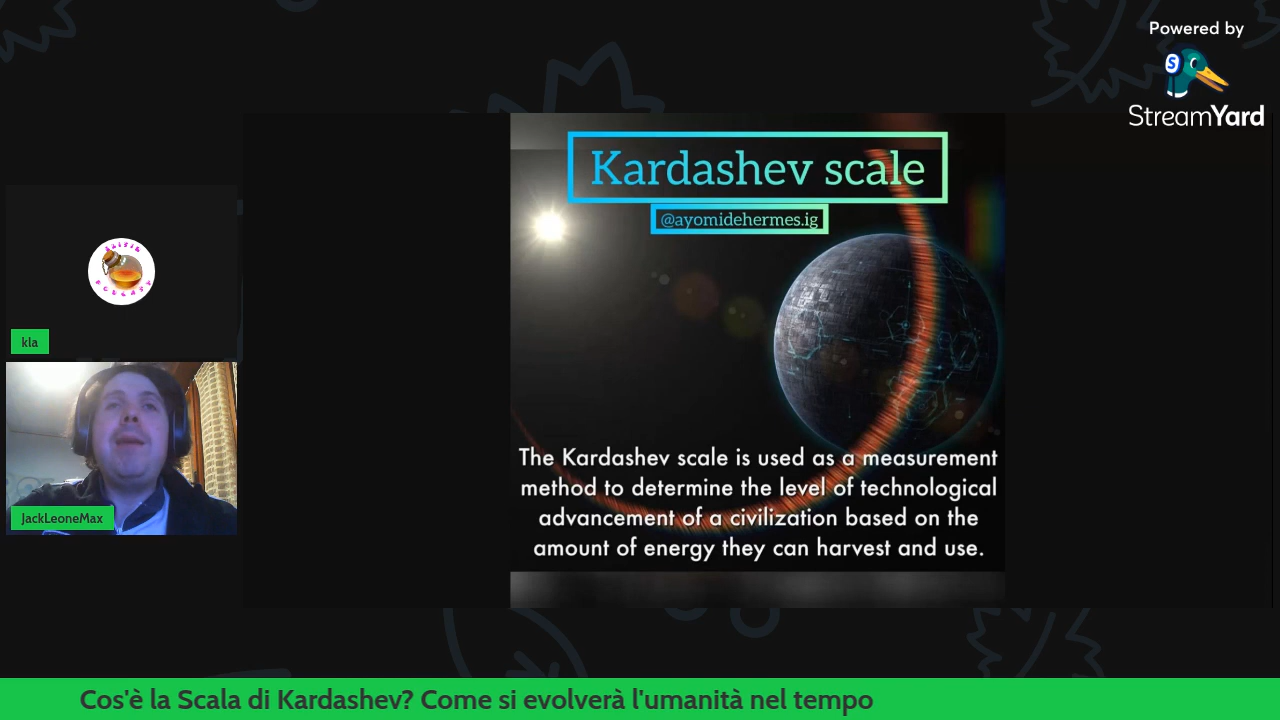 Powered by
S
StreamYard
Kardashev scale
@ayomidehermes.ig
kla
JackLeoneMax
The Kardashev scale is used as a measurement
method to determine the level of technological
advancement of a civilization based on the
amount of energy they can harvest and use.
Cos'è la Scala di Kardashev? Come si evolverà l'umanità nel tempo